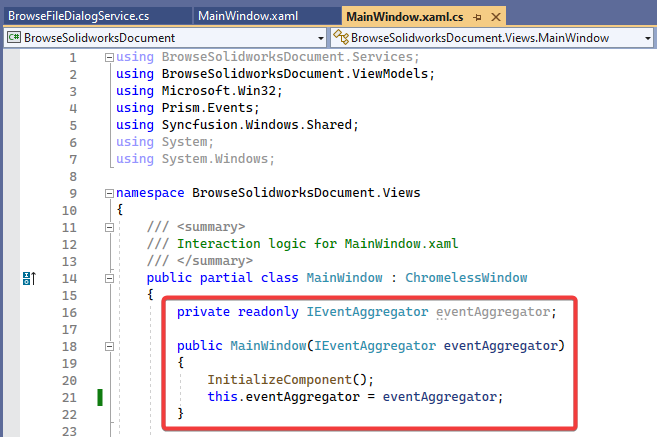 BrowseFileDialogService.cs MainWindow.xaml MainWindow.xaml.cs
C# BrowseSolidworksDocument BrowseSolidworksDocument.Views.MainWindow
1 using BrowseSolidworksDocument.Services;
2 using BrowseSolidworksDocument.ViewModels;
3 using Microsoft.Win32;
4 using Prism.Events;
5 using Syncfusion.Windows.Shared;
6 using System;
7 using System.Windows;
8
9 namespace BrowseSolidworksDocument.Views
10 {
11 /// <summary>
12 /// Interaction logic for MainWindow.xaml
13 /// </summary>
14 public partial class MainWindow : ChromelessWindow
15 {
16 private readonly IEventAggregator eventAggregator;
17
18 public MainWindow(IEventAggregator eventAggregator)
19 {
20 InitializeComponent();
21 this.eventAggregator = eventAggregator;
22 }
23